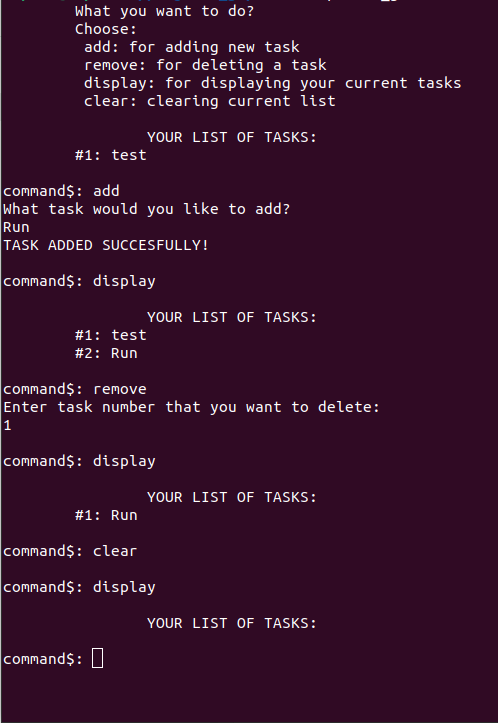 What you want to do?
Choose:
add: for adding new task
remove: for deleting a task
display: for displaying your current tasks
clear: clearing current list
YOUR LIST OF TASKS:
#1: test
command$: add
What task would you like to add?
Run
TASK ADDED SUCCESFULLY!
command$: display
YOUR LIST OF TASKS:
#1: test
#2: Run
command$: remove
Enter task number that you want to delete:
1
command$: display
YOUR LIST OF TASKS:
#1: Run
command$: clear
command$: display
YOUR LIST OF TASKS:
command$: